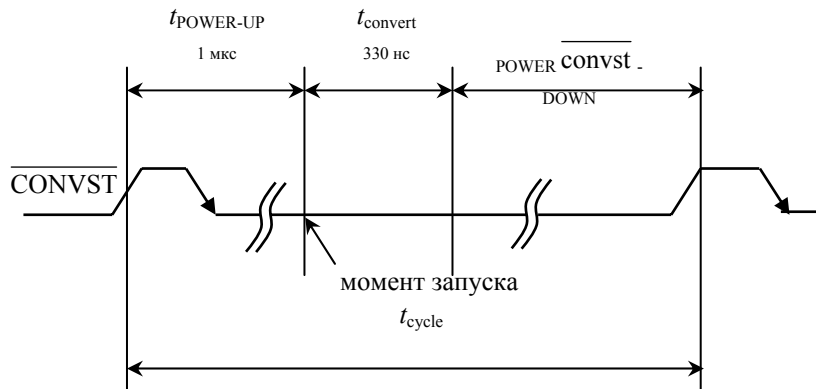 tPOWER-UP
1 мкс
tconvert
330 нс
POWER convst -
DOWN
CONVST
момент запуска
tcycle